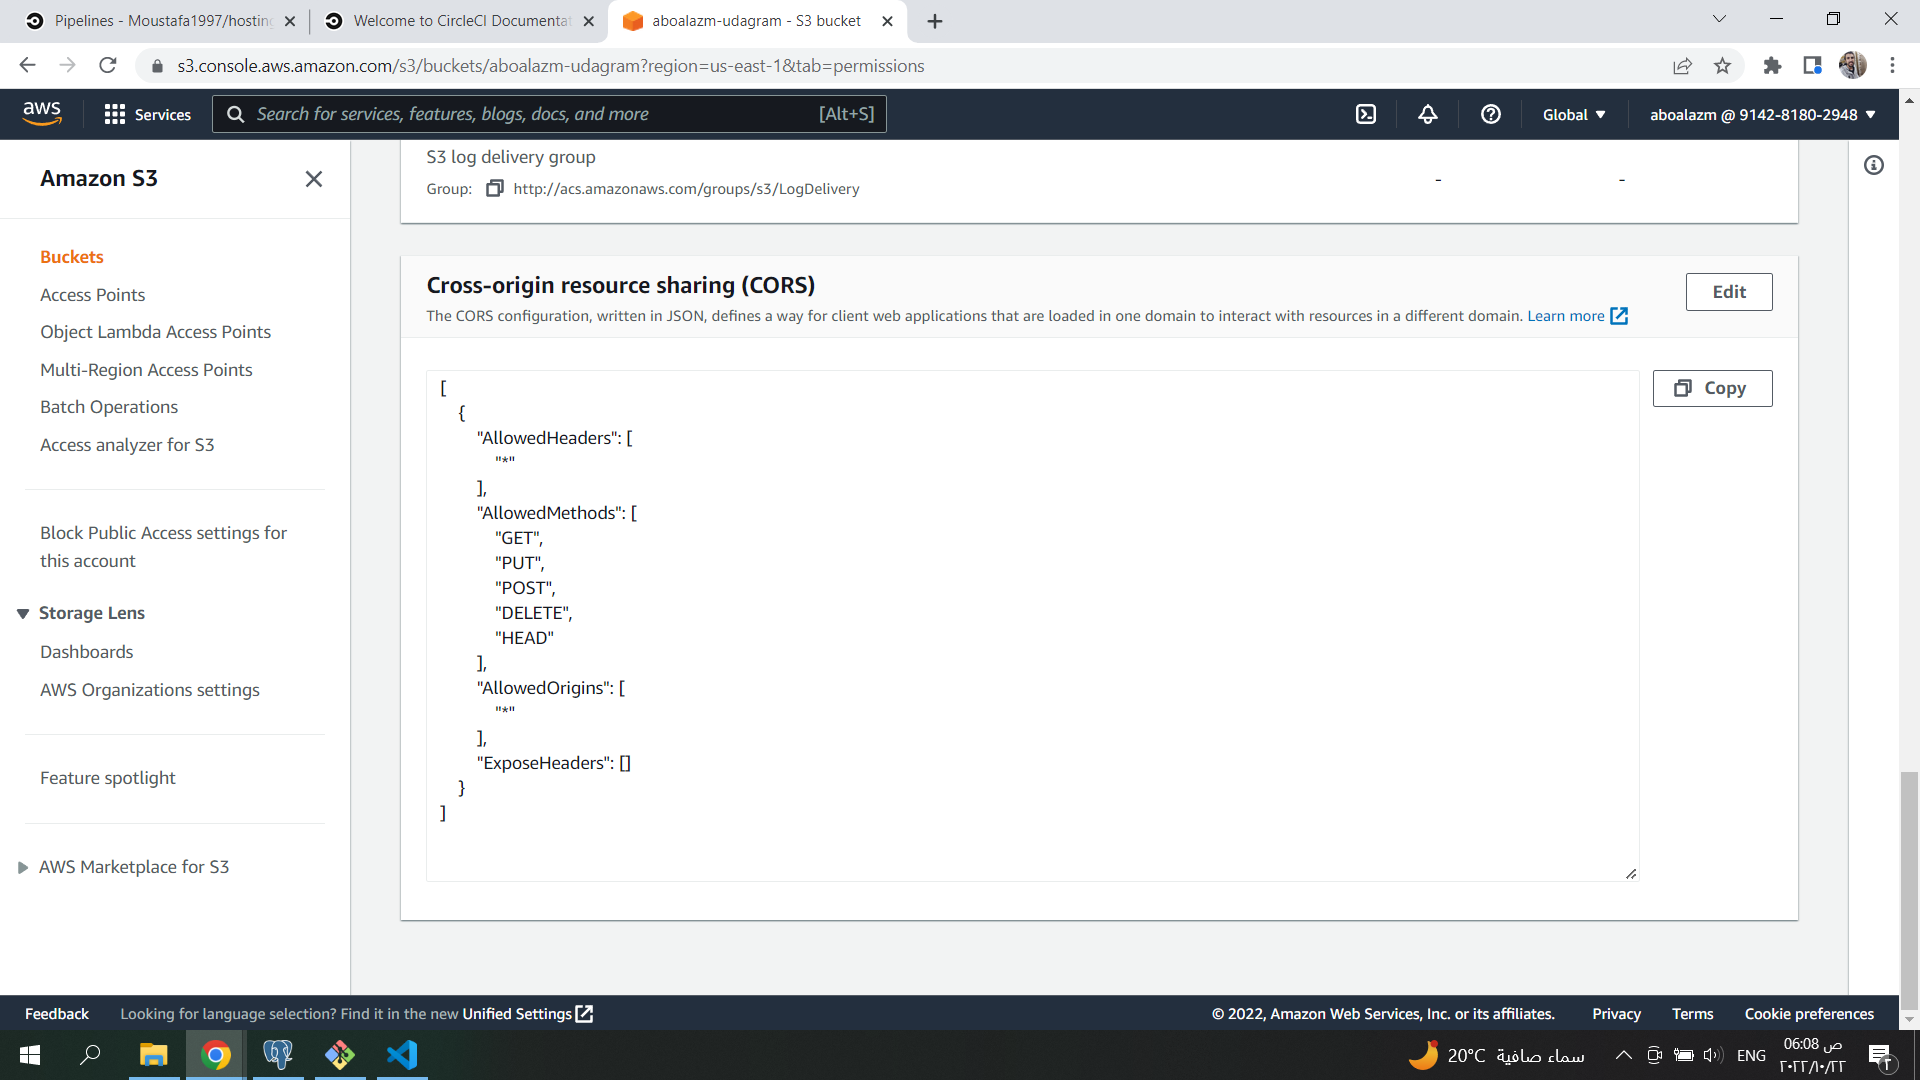 Pipelines - Moustafa1997/hosting
Welcome to CircleCI Documentat
aboalazm-udagram - S3 bucket
s3.console.aws.amazon.com/s3/buckets/aboalazm-udagram?region=us-east-1&tab=permissions
aws
Services
Search for services, features, blogs, docs, and more
[Alt+S]
Global
aboalazm @ 9142-8180-2948
Amazon S3
Buckets
Access Points
Object Lambda Access Points
Multi-Region Access Points
Batch Operations
Access analyzer for S3
Block Public Access settings for
this account
Storage Lens
Dashboards
AWS Organizations settings
Feature spotlight
AWS Marketplace for S3
S3 log delivery group
Group: http://acs.amazonaws.com/groups/s3/LogDelivery
-
-
Cross-origin resource sharing (CORS)
Edit
The CORS configuration, written in JSON, defines a way for client web applications that are loaded in one domain to interact with resources in a different domain. Learn more
Copy
[
{
"AllowedHeaders": [
"*"
],
"AllowedMethods": [
"GET",
"PUT",
"POST",
"DELETE",
"HEAD"
],
"AllowedOrigins": [
"*"
],
"ExposeHeaders": []
}
]
Feedback
Looking for language selection? Find it in the new Unified Settings
© 2022, Amazon Web Services, Inc. or its affiliates.
Privacy
Terms
Cookie preferences
20°C سماء صافية
ENG
06:08 ص
٢٠٢٢/١٠/٢٢
٢